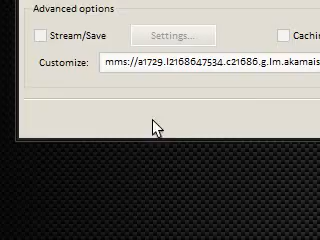 Advanced options
Stream/Save Settings... Cachin
Customize: mms://a1729.l2168647534.c21686.g.lm.akamais